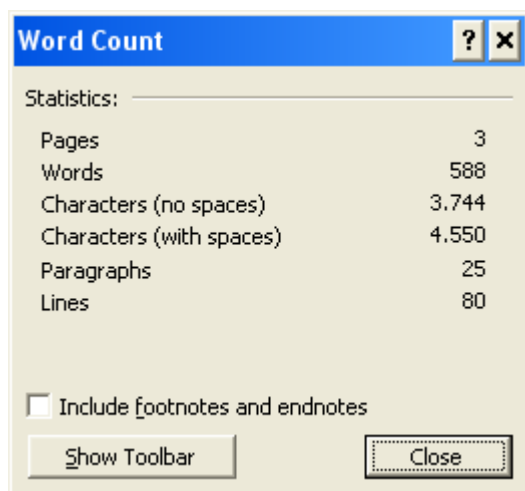 Word Count
Statistics:
Pages 3
Words 588
Characters (no spaces) 3.744
Characters (with spaces) 4.550
Paragraphs 25
Lines 80
Include footnotes and endnotes
Show Toolbar Close